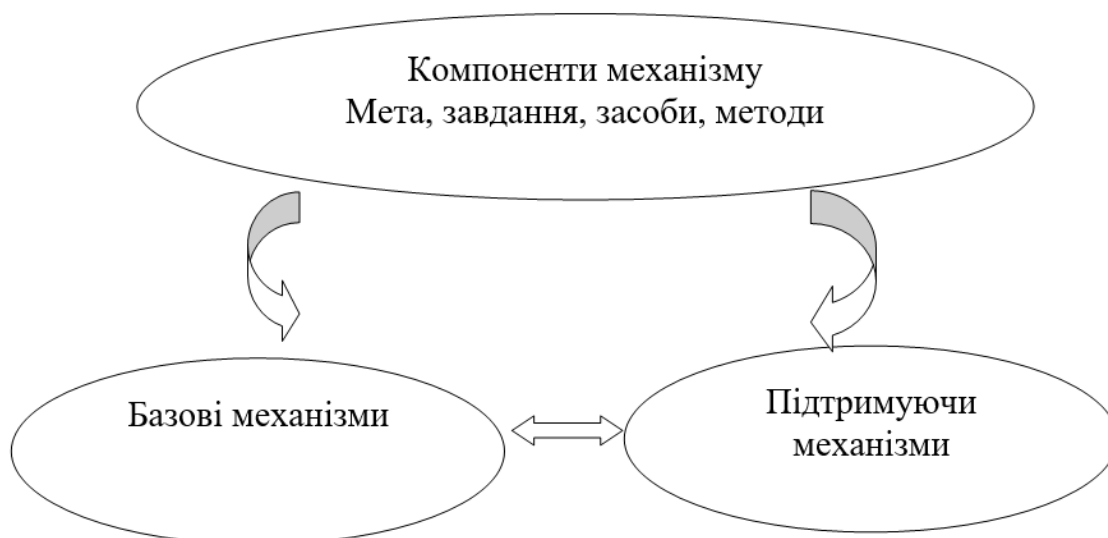 Компоненти механізму
Мета, завдання, засоби, методи
Базові механізми
Підтримуючи
механізми